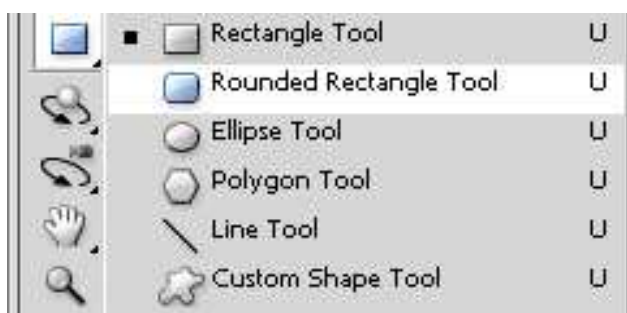 Rectangle Tool U
Rounded Rectangle Tool U
Ellipse Tool U
Polygon Tool U
Line Tool U
Custom Shape Tool U